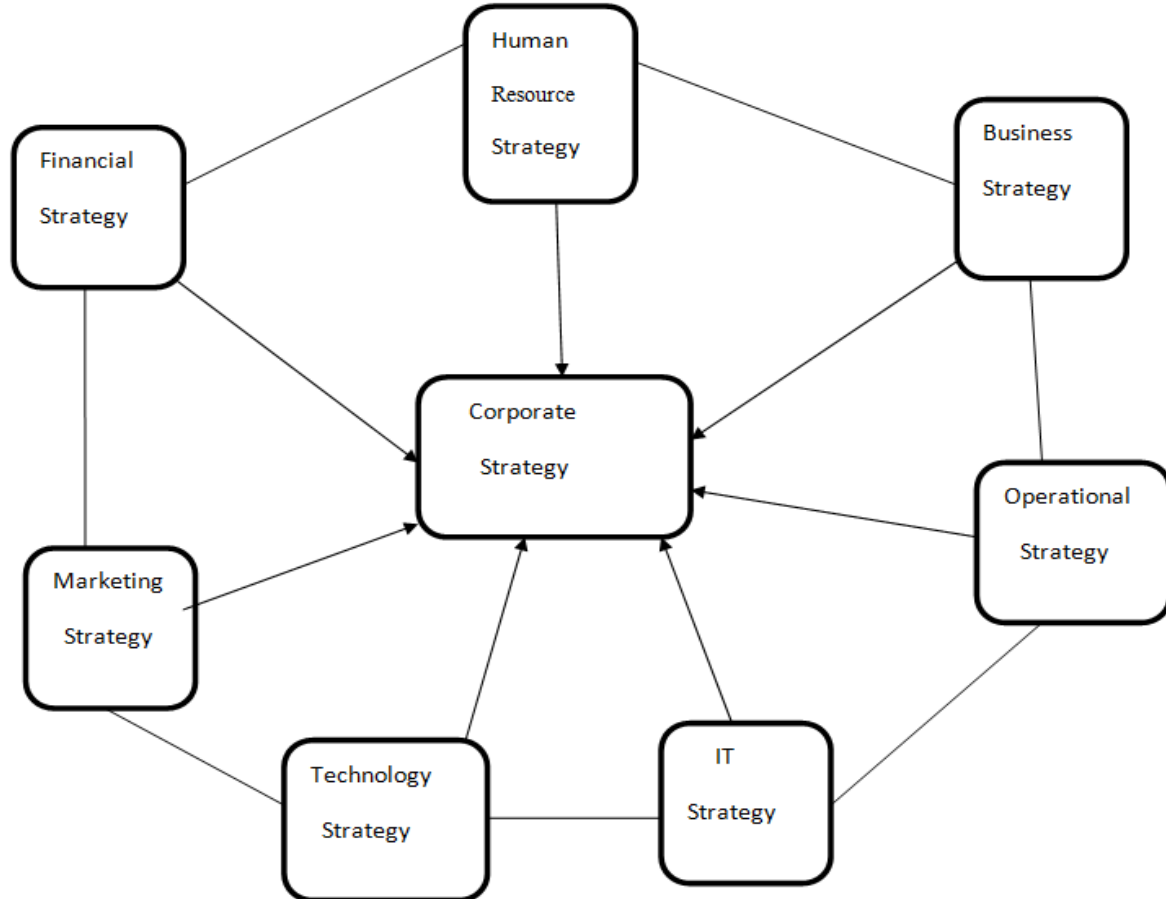 Human
Resource
Strategy
Business
Strategy
Financial
Strategy
Corporate
Strategy
Operational
Strategy
Marketing
Strategy
Technology
Strategy
IT
Strategy